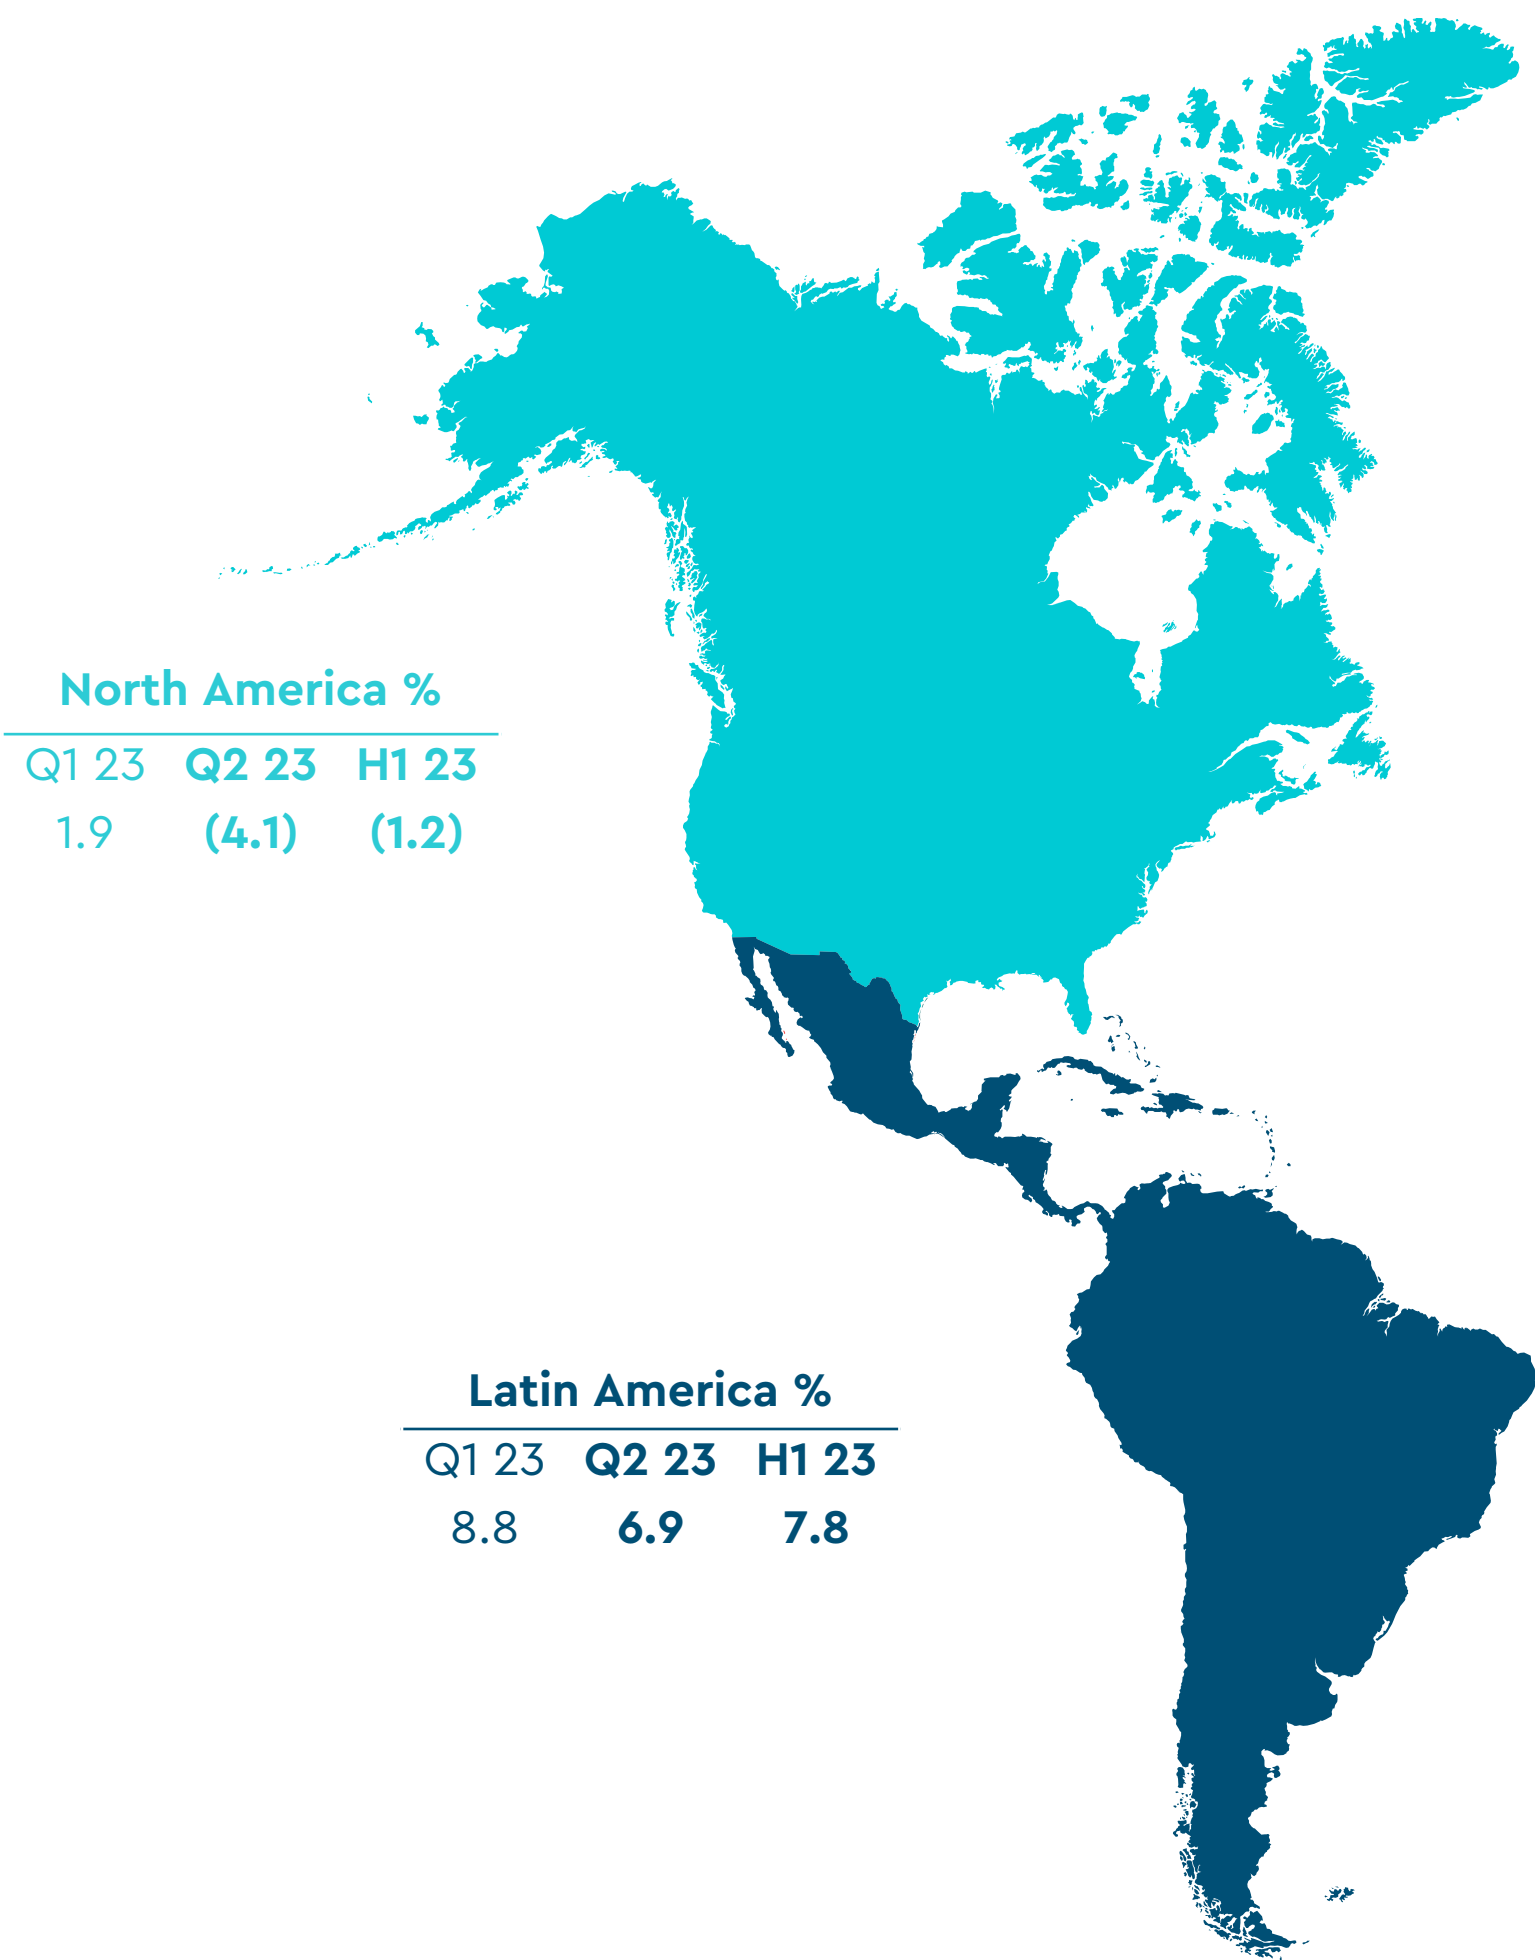 North America %
Q1 23 Q2 23 H1 23
1.9 (4.1) (1.2)
Latin America %
Q1 23 Q2 23 H1 23
8.8 6.9 7.8